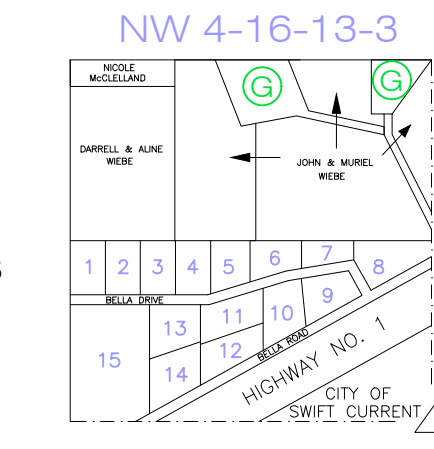 NW 4-16-13-3
NICOLE
McCLELLAND
G
G
DARRELL & ALINE
WIEBE
JOHN & MURIEL
WIEBE
1
2
3
4
5
6
7
8
BELLA DRIVE
9
10
11
12
13
14
15
BELLA ROAD
HIGHWAY NO. 1
CITY OF
SWIFT CURRENT